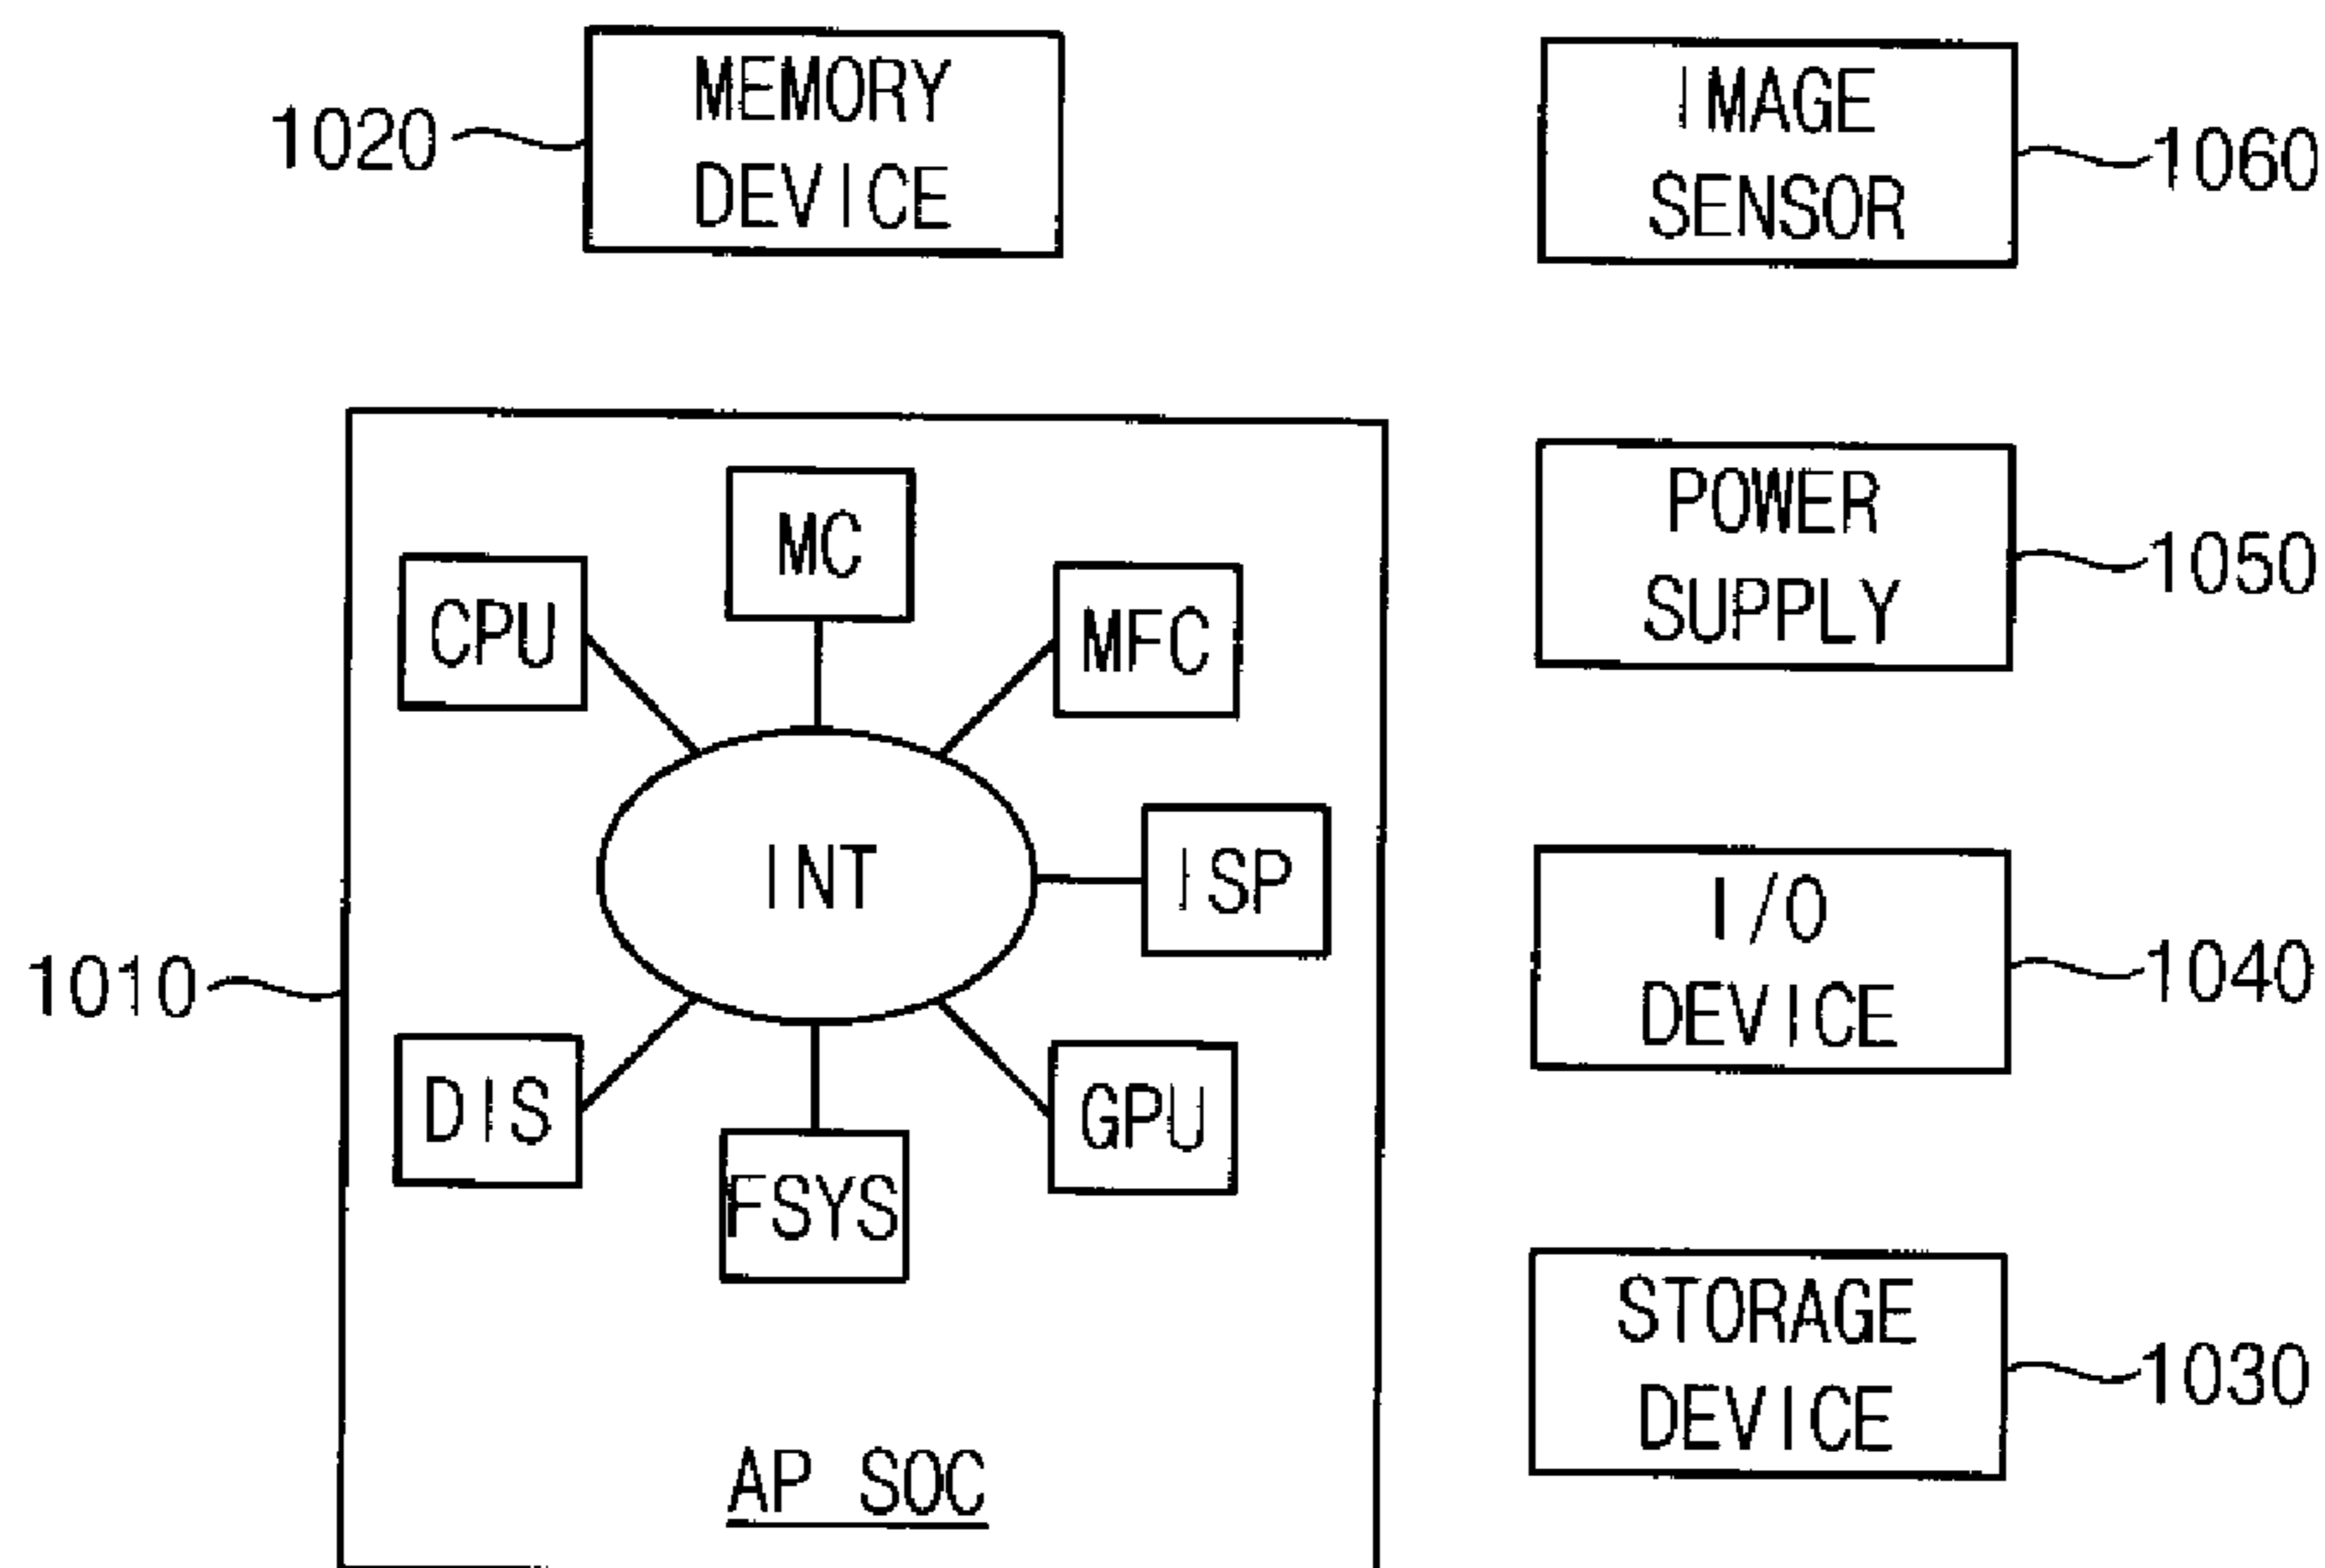 MEMORY
DEVICE
1020
IMAGE
SENSOR
1060
MC
CPU
MFC
INT
ISP
1010
DIS
GPU
FSYS
AP SOC
POWER
SUPPLY
1050
I/O
DEVICE
1040
STORAGE
DEVICE
1030